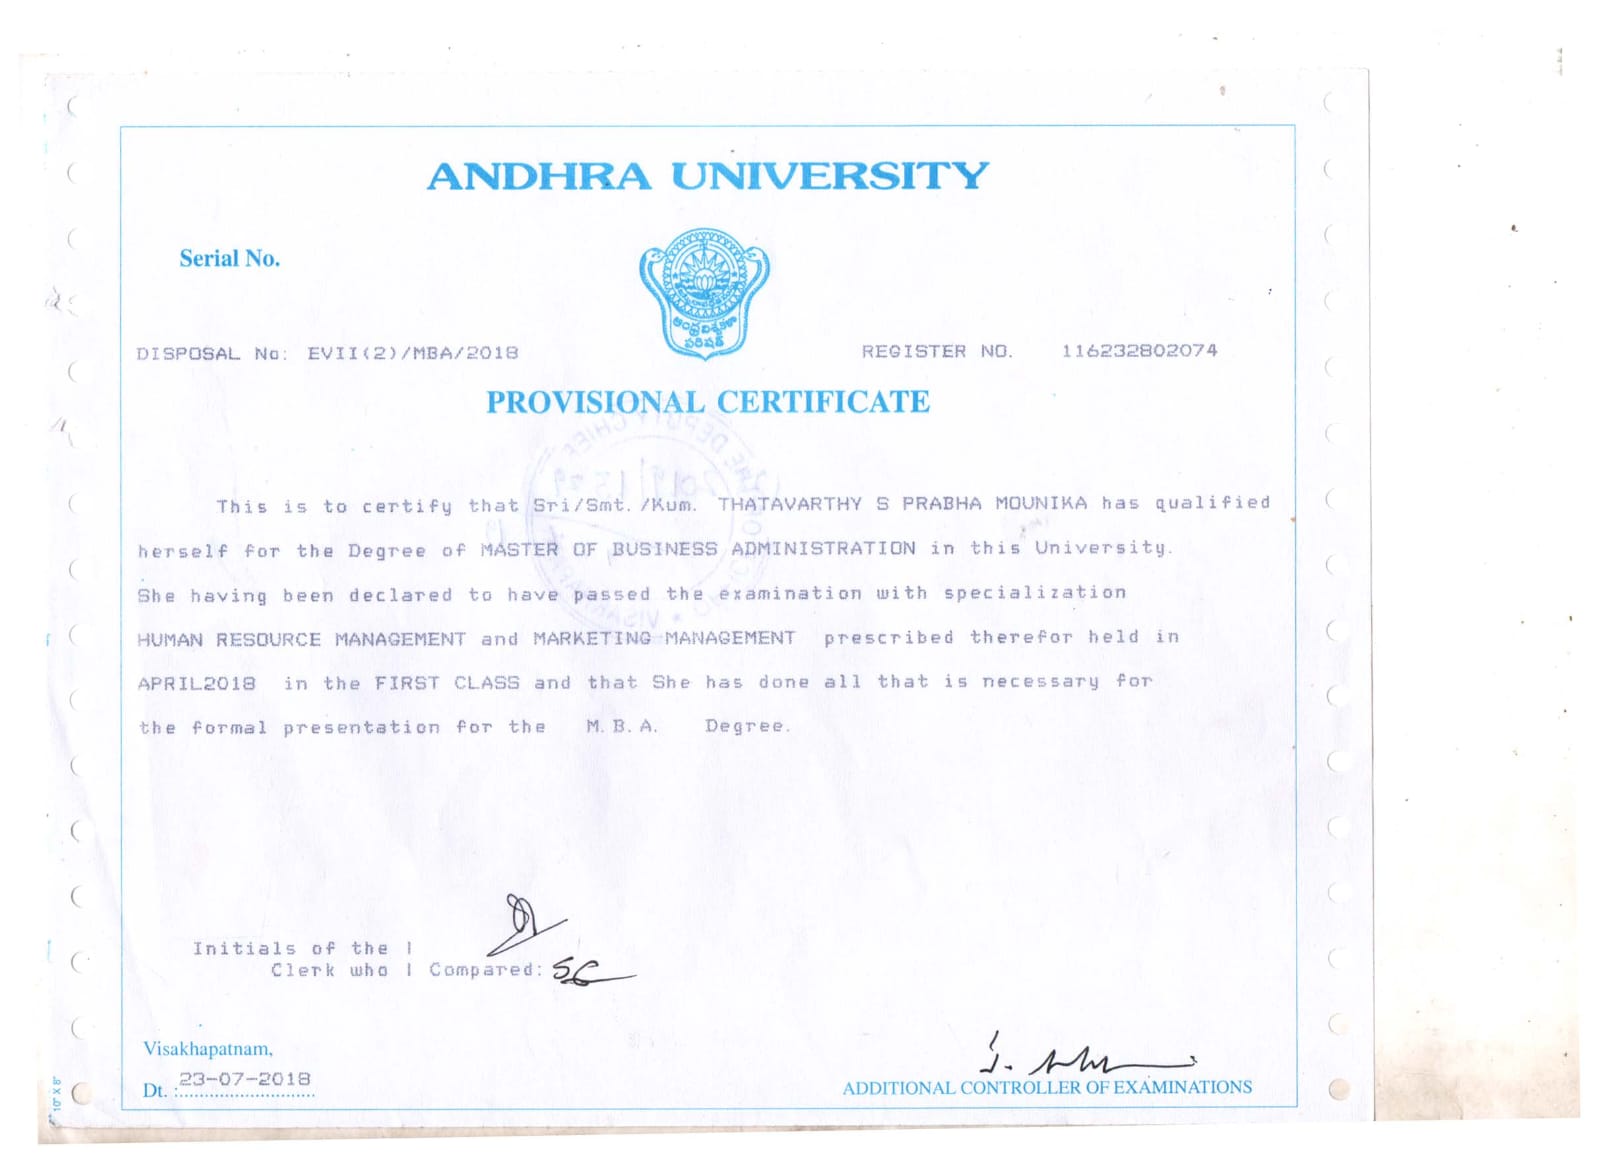 ANDHRA UNIVERSITY
Serial No.
ఆంధ్ర విశ్వకళా
పరిషత్
DISPOSAL No: EVII(2)/MBA/2018 REGISTER NO. 116232802074
PROVISIONAL CERTIFICATE
This is to certify that Sri/Smt./Kum. THATAVARTHY S PRABHA MOUNIKA has qualified
herself for the Degree of MASTER OF BUSINESS ADMINISTRATION in this University.
She having been declared to have passed the examination with specialization
HUMAN RESOURCE MANAGEMENT and MARKETING MANAGEMENT prescribed therefor held in
APRIL2018 in the FIRST CLASS and that She has done all that is necessary for
the formal presentation for the M.B.A. Degree.
Initials of the |
Clerk who | Compared:
Visakhapatnam,
Dt. : 23-07-2018
ADDITIONAL CONTROLLER OF EXAMINATIONS
10" X 8"